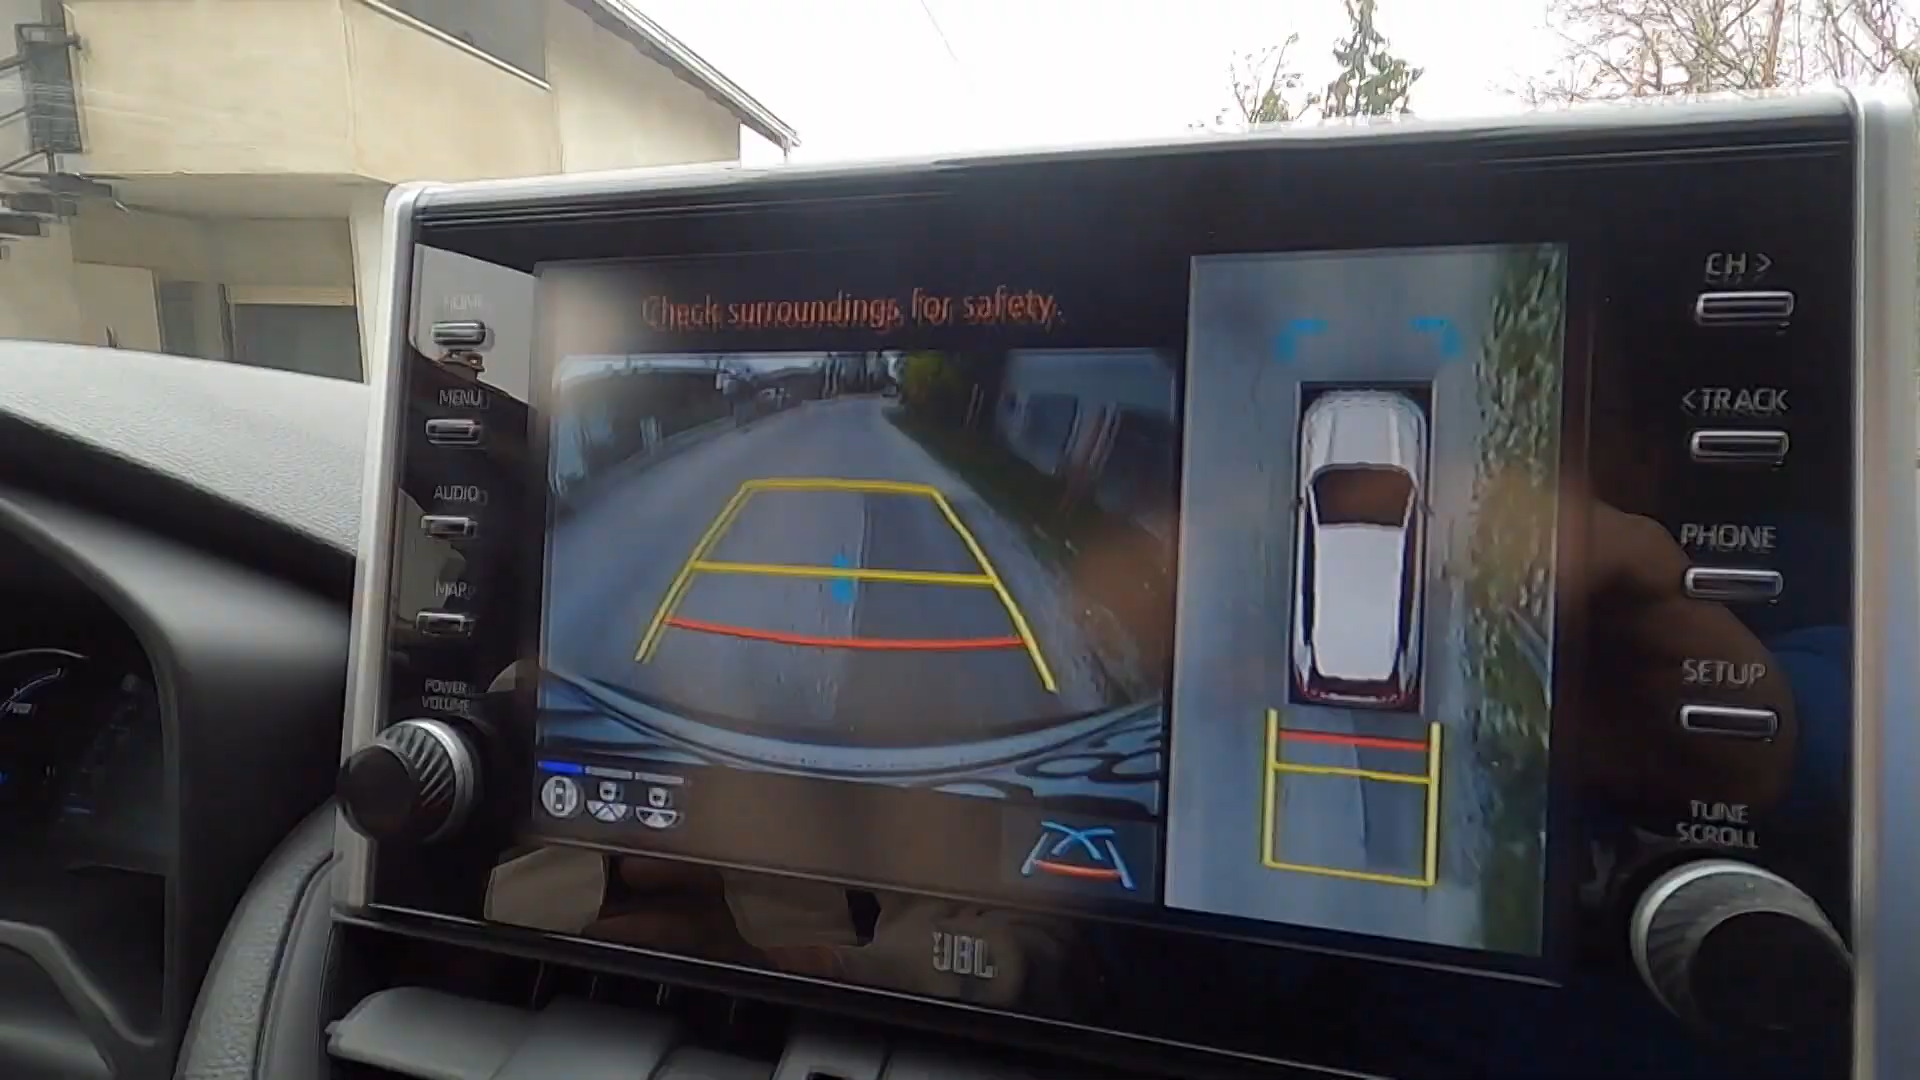 Check surroundings for safety.
HOME
MENU
AUDIO
MAP
POWER
VOLUME
CH >
< TRACK
PHONE
SETUP
TUNE
SCROLL
JBL